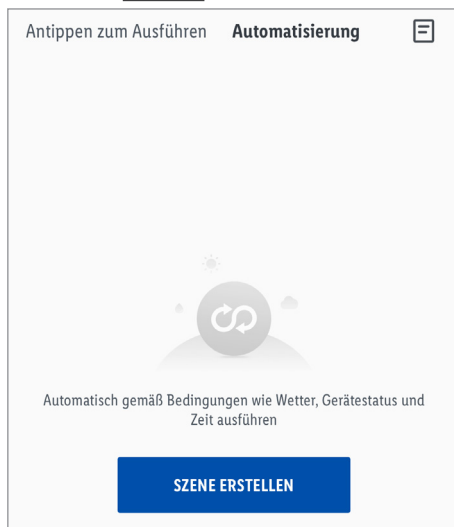 Antippen zum Ausführen Automatisierung
Automatisch gemäß Bedingungen wie Wetter, Gerätestatus und
Zeit ausführen
SZENE ERSTELLEN